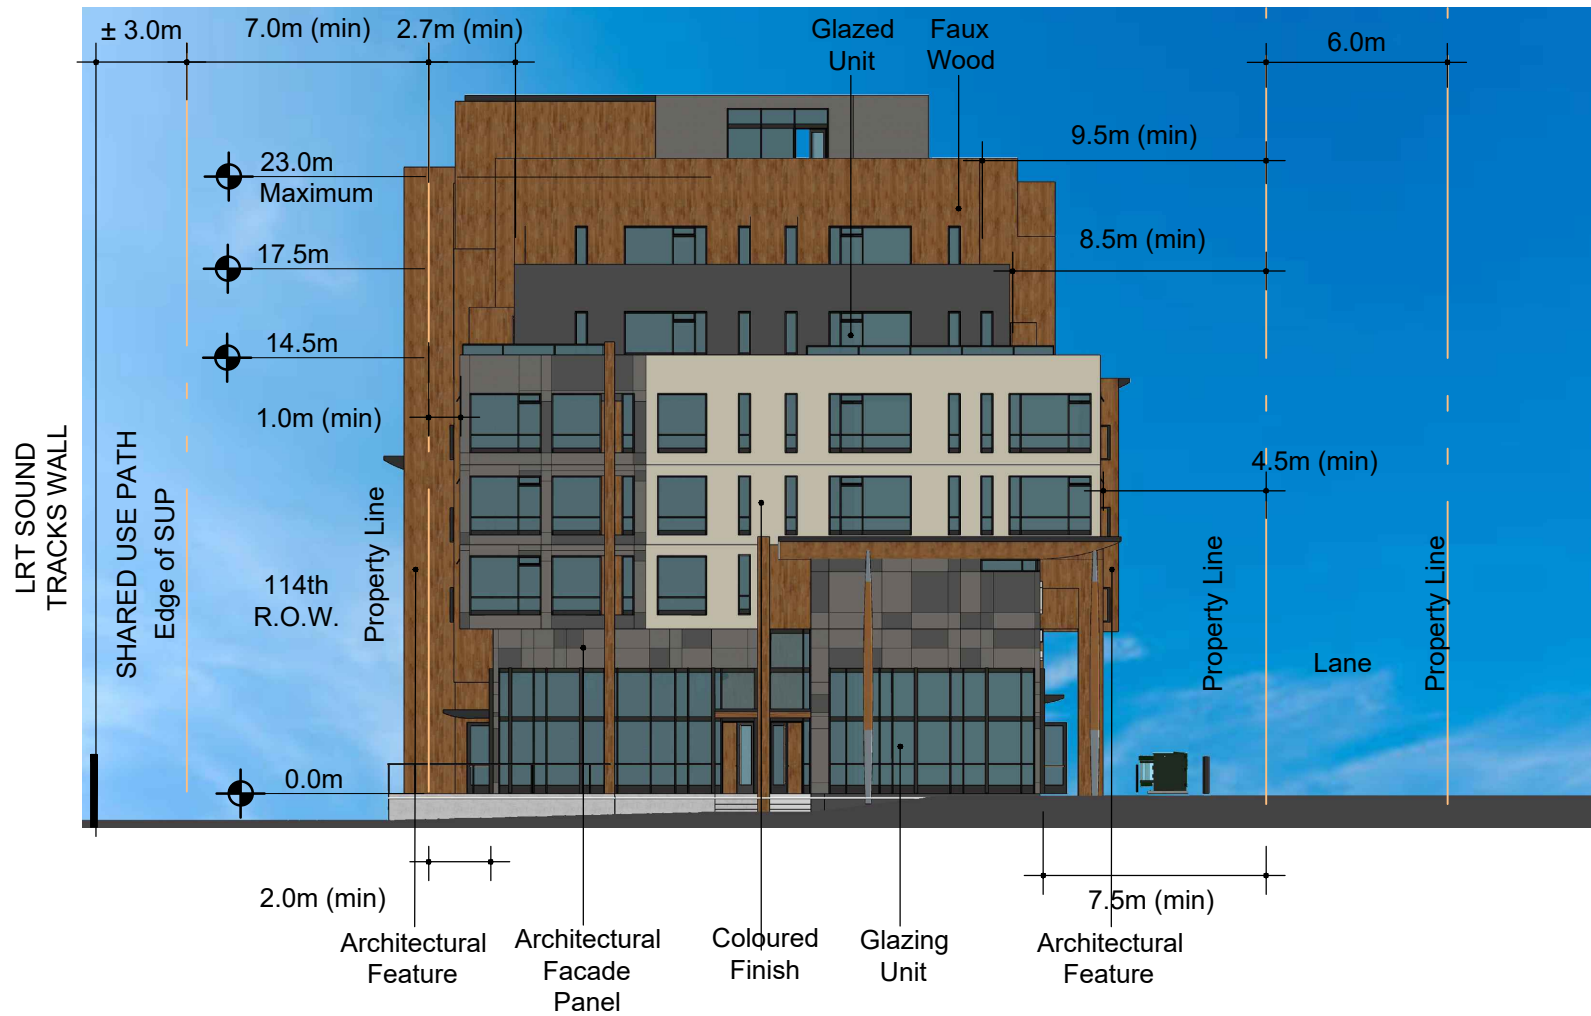 ± 3.0m
7.0m (min)
2.7m (min)
Glazed
Unit
Faux
Wood
6.0m
9.5m (min)
23.0m
Maximum
8.5m (min)
17.5m
14.5m
1.0m (min)
4.5m (min)
LRT SOUND
TRACKS WALL
SHARED USE PATH
Edge of SUP
114th
R.O.W.
Property Line
Property Line
Lane
Property Line
0.0m
2.0m (min)
7.5m (min)
Architectural
Feature
Architectural
Facade
Panel
Coloured
Finish
Glazing
Unit
Architectural
Feature